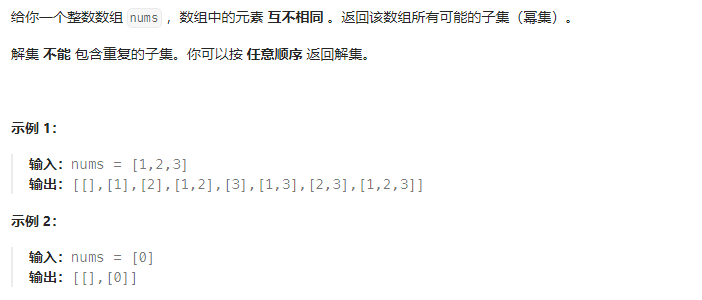 给你一个整数数组 nums ，数组中的元素 互不相同 。返回该数组所有可能的子集（幂集）。
解集 不能 包含重复的子集。你可以按 任意顺序 返回解集。
示例 1：
输入：nums = [1,2,3]
输出：[[],[1],[2],[1,2],[3],[1,3],[2,3],[1,2,3]]
示例 2：
输入：nums = [0]
输出：[[],[0]]